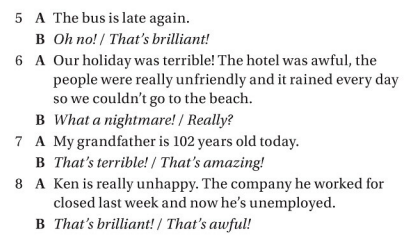 5 A The bus is late again.
B Oh no! / That's brilliant!
6 A Our holiday was terrible! The hotel was awful, the
people were really unfriendly and it rained every day
so we couldn't go to the beach.
B What a nightmare! / Really?
7 A My grandfather is 102 years old today.
B That's terrible! / That's amazing!
8 A Ken is really unhappy. The company he worked for
closed last week and now he's unemployed.
B That's brilliant! / That's awful!